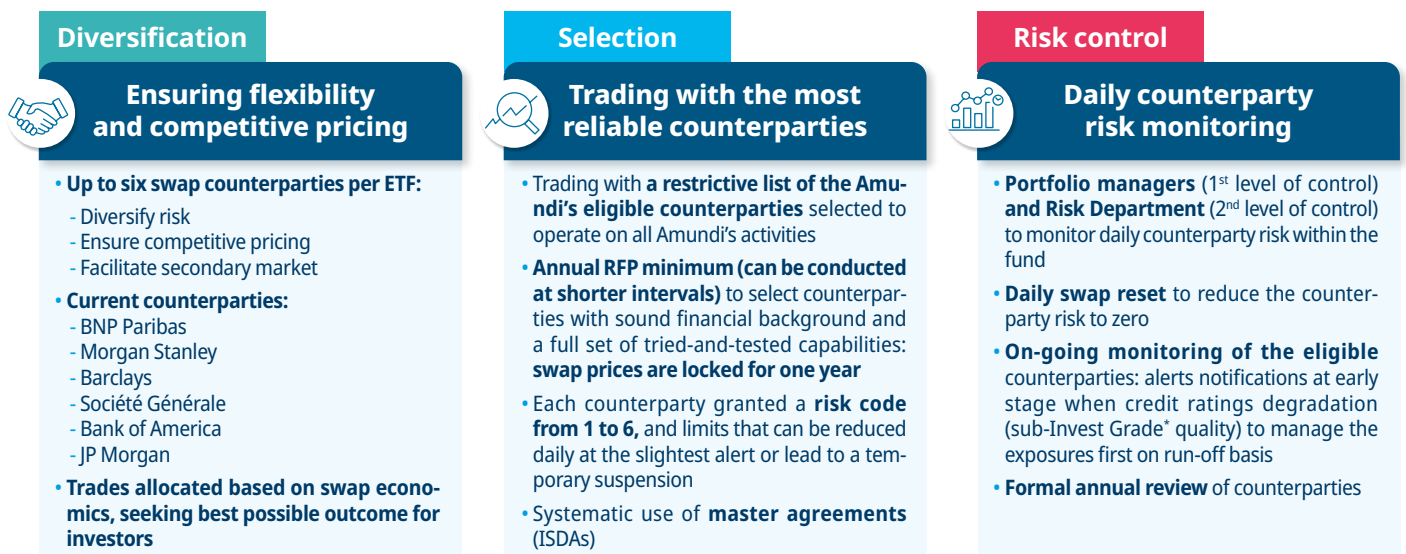 Diversification
Ensuring flexibility
and competitive pricing
• Up to six swap counterparties per ETF:
- Diversify risk
- Ensure competitive pricing
- Facilitate secondary market
• Current counterparties:
- BNP Paribas
- Morgan Stanley
- Barclays
- Société Générale
- Bank of America
- JP Morgan
• Trades allocated based on swap econo-
mics, seeking best possible outcome for
investors
Selection
Trading with the most
reliable counterparties
• Trading with a restrictive list of the Amu-
ndi's eligible counterparties selected to
operate on all Amundi's activities
• Annual RFP minimum (can be conducted
at shorter intervals) to select counterpar-
ties with sound financial background and
a full set of tried-and-tested capabilities:
swap prices are locked for one year
• Each counterparty granted a risk code
from 1 to 6, and limits that can be reduced
daily at the slightest alert or lead to a tem-
porary suspension
• Systematic use of master agreements
(ISDAs)
Risk control
Daily counterparty
risk monitoring
• Portfolio managers (1st level of control)
and Risk Department (2nd level of control)
to monitor daily counterparty risk within the
fund
• Daily swap reset to reduce the counter-
party risk to zero
• On-going monitoring of the eligible
counterparties: alerts notifications at early
stage when credit ratings degradation
(sub-Invest Grade* quality) to manage the
exposures first on run-off basis
• Formal annual review of counterparties